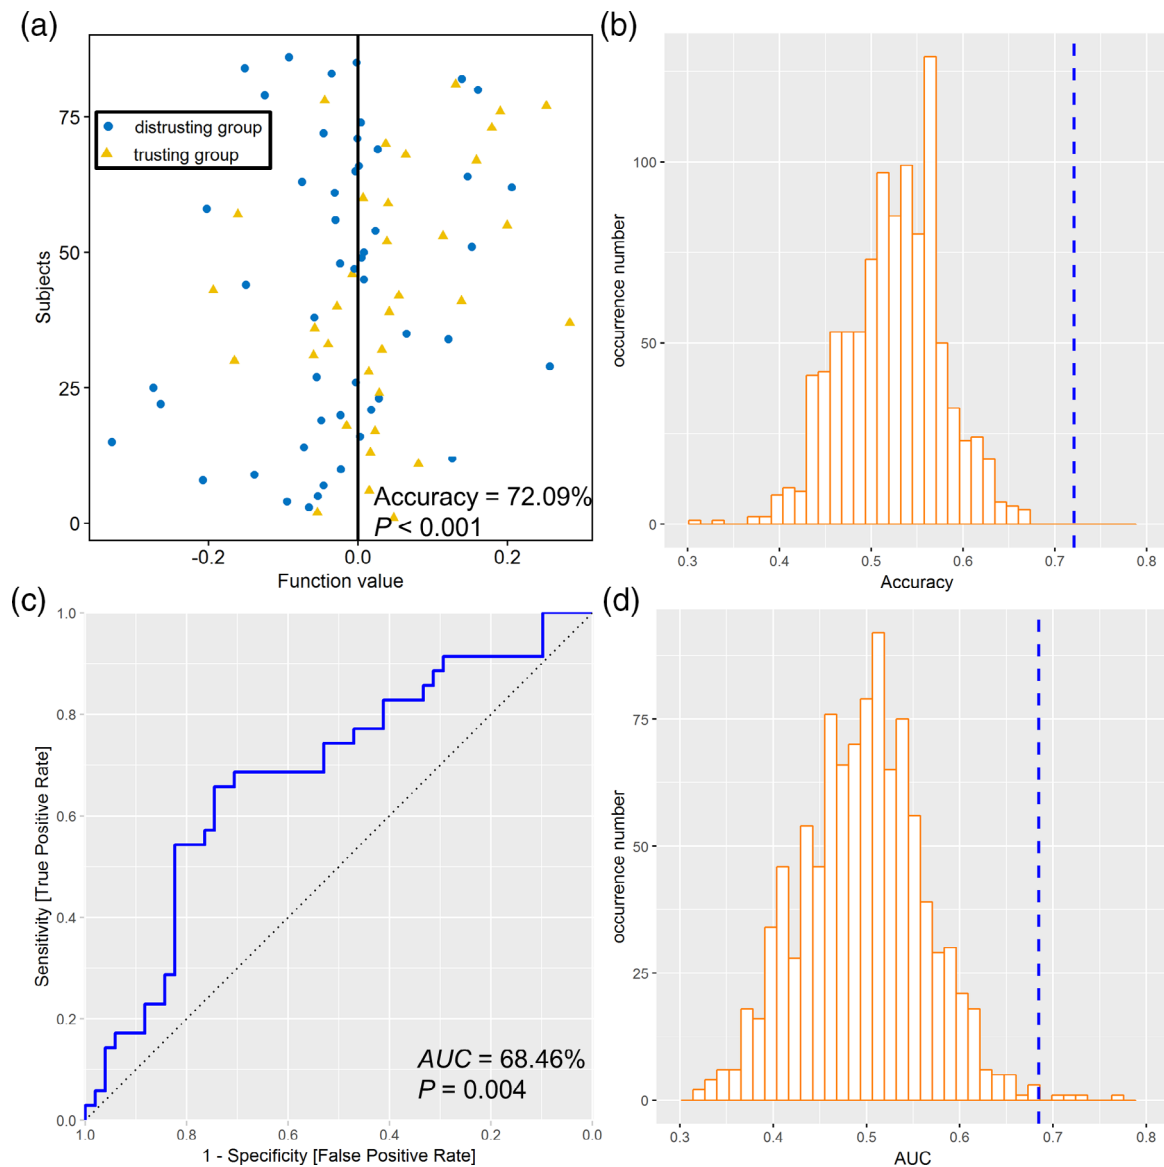 (a)
75
50
25
0
Subjects
distrusting group
trusting group
Accuracy = 72.09%
P < 0.001
-0.2
0.0
0.2
Function value
(b)
100
50
0
occurrence number
0.3
0.4
0.5
0.6
0.7
0.8
Accuracy
(c)
1.0
0.8
0.6
0.4
0.2
0.0
Sensitivity [True Positive Rate]
AUC = 68.46%
P = 0.004
1.0
0.8
0.6
0.4
0.2
0.0
1 - Specificity [False Positive Rate]
(d)
75
50
25
0
occurrence number
0.3
0.4
0.5
0.6
0.7
0.8
AUC